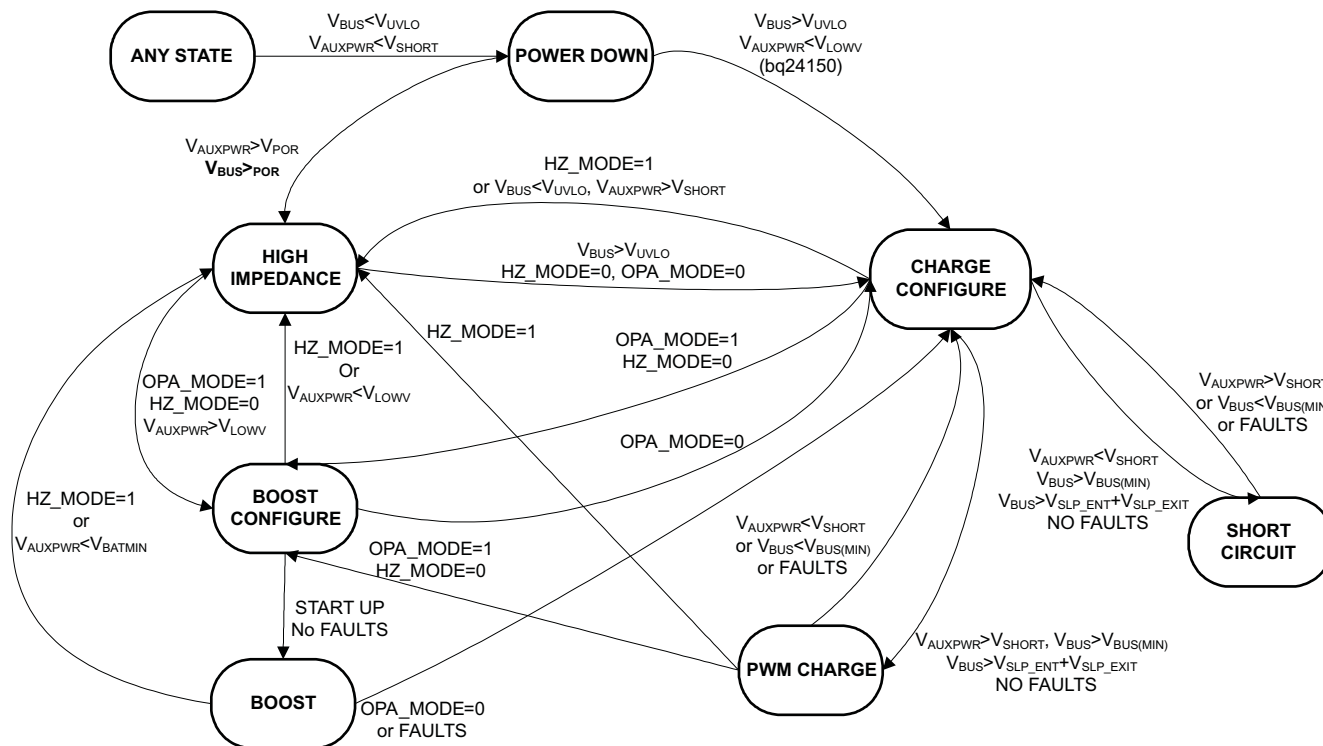 VBUS<VUVLO
VAUXPWR<VSHORT
VBUS>VUVLO
VAUXPWR<VLOWV
(bq24150)
ANY STATE
POWER DOWN
VAUXPWR>VPOR
VBUS>POR
HZ_MODE=1
or VBUS<VUVLO, VAUXPWR>VSHORT
HIGH
IMPEDANCE
VBUS>VUVLO
HZ_MODE=0, OPA_MODE=0
CHARGE
CONFIGURE
HZ_MODE=1
Or
VAUXPWR<VLOWV
HZ_MODE=1
OPA_MODE=1
HZ_MODE=0
OPA_MODE=1
HZ_MODE=0
VAUXPWR>VLOWV
VAUXPWR>VSHORT
or VBUS<VBUS(MIN)
or FAULTS
OPA_MODE=0
VAUXPWR<VSHORT
VBUS>VBUS(MIN)
VBUS>VSLP_ENT+VSLP_EXIT
NO FAULTS
HZ_MODE=1
or
VAUXPWR<VBATMIN
BOOST
CONFIGURE
VAUXPWR<VSHORT
or VBUS<VBUS(MIN)
or FAULTS
SHORT
CIRCUIT
OPA_MODE=1
HZ_MODE=0
START UP
No FAULTS
PWM CHARGE
VAUXPWR>VSHORT, VBUS>VBUS(MIN)
VBUS>VSLP_ENT+VSLP_EXIT
NO FAULTS
BOOST
OPA_MODE=0
or FAULTS